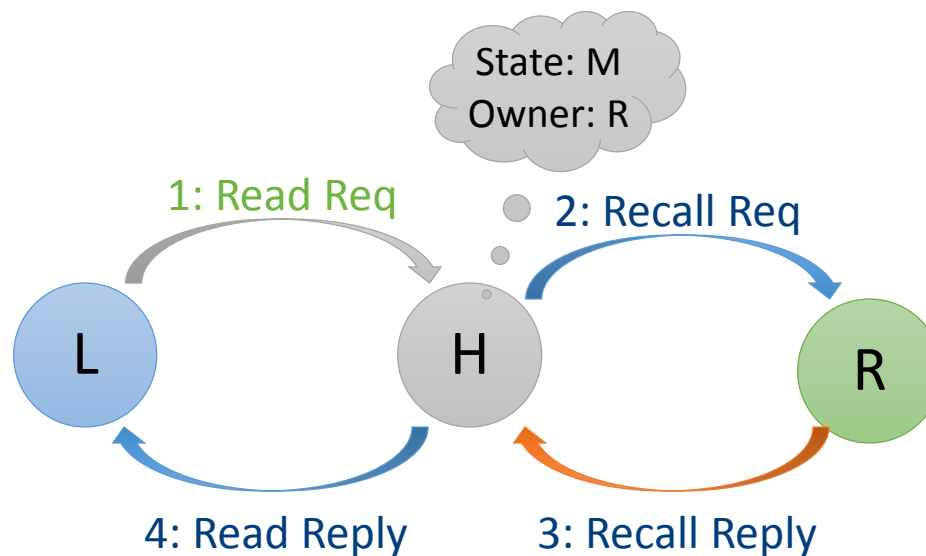 State: M
Owner: R
1: Read Req
2: Recall Req
L
H
R
4: Read Reply
3: Recall Reply